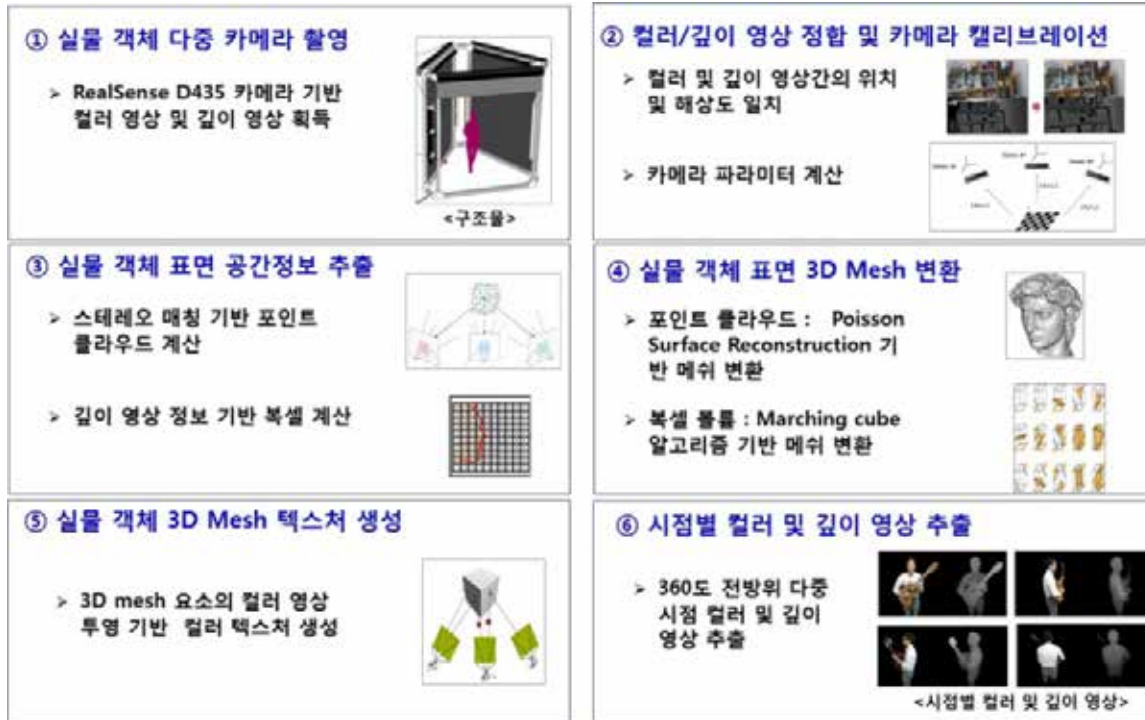 ① 실물 객체 다중 카메라 촬영
➢ RealSense D435 카메라 기반
컬러 영상 및 깊이 영상 획득
<구조물>
② 컬러/깊이 영상 정합 및 카메라 캘리브레이션
➢ 컬러 및 깊이 영상간의 위치
및 해상도 일치
➢ 카메라 파라미터 계산
③ 실물 객체 표면 공간정보 추출
➢ 스테레오 매칭 기반 포인트
클라우드 계산
➢ 깊이 영상 정보 기반 복셀 계산
④ 실물 객체 표면 3D Mesh 변환
➢ 포인트 클라우드 : Poisson
Surface Reconstruction 기
반 메쉬 변환
➢ 복셀 볼륨 : Marching cube
알고리즘 기반 메쉬 변환
⑤ 실물 객체 3D Mesh 텍스처 생성
➢ 3D mesh 요소의 컬러 영상
투영 기반 컬러 텍스처 생성
⑥ 시점별 컬러 및 깊이 영상 추출
➢ 360도 전방위 다중
시점 컬러 및 깊이
영상 추출
<시점별 컬러 및 깊이 영상>